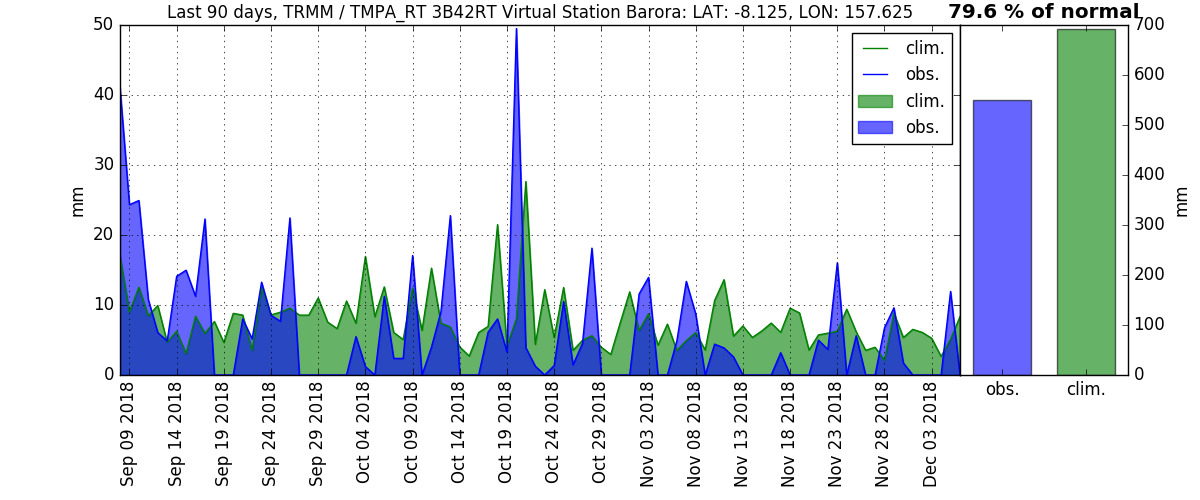 Last 90 days, TRMM / TMPA_RT 3B42RT Virtual Station Barora: LAT: -8.125, LON: 157.625
79.6 % of normal
50
40
30
20
10
0
mm
clim.
obs.
clim.
obs.
700
600
500
400
300
200
100
0
mm
obs.
clim.
Sep 09 2018
Sep 14 2018
Sep 19 2018
Sep 24 2018
Sep 29 2018
Oct 04 2018
Oct 09 2018
Oct 14 2018
Oct 19 2018
Oct 24 2018
Oct 29 2018
Nov 03 2018
Nov 08 2018
Nov 13 2018
Nov 18 2018
Nov 23 2018
Nov 28 2018
Dec 03 2018